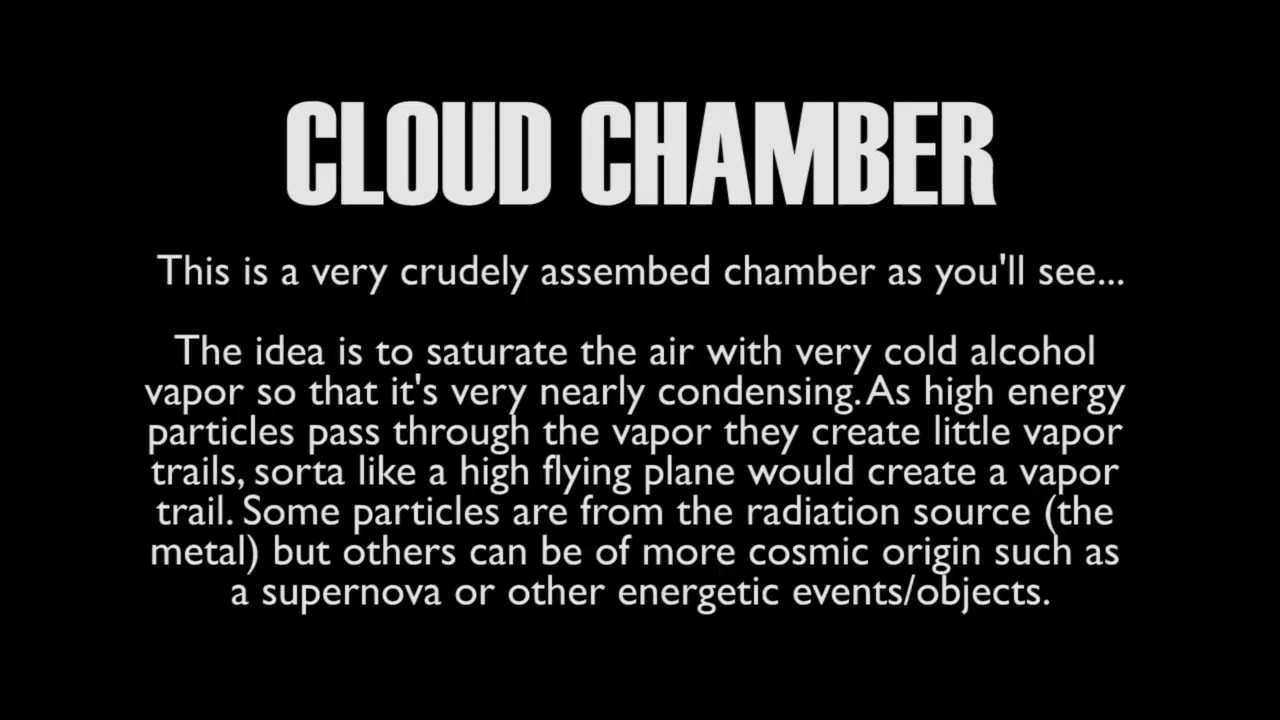 CLOUD CHAMBER
This is a very crudely assembled chamber as you'll see...
The idea is to saturate the air with very cold alcohol
vapor so that it's very nearly condensing. As high energy
particles pass through the vapor they create little vapor
trails, sorta like a high flying plane would create a vapor
trail. Some particles are from the radiation source (the
metal) but others can be of more cosmic origin such as
a supernova or other energetic events/objects.